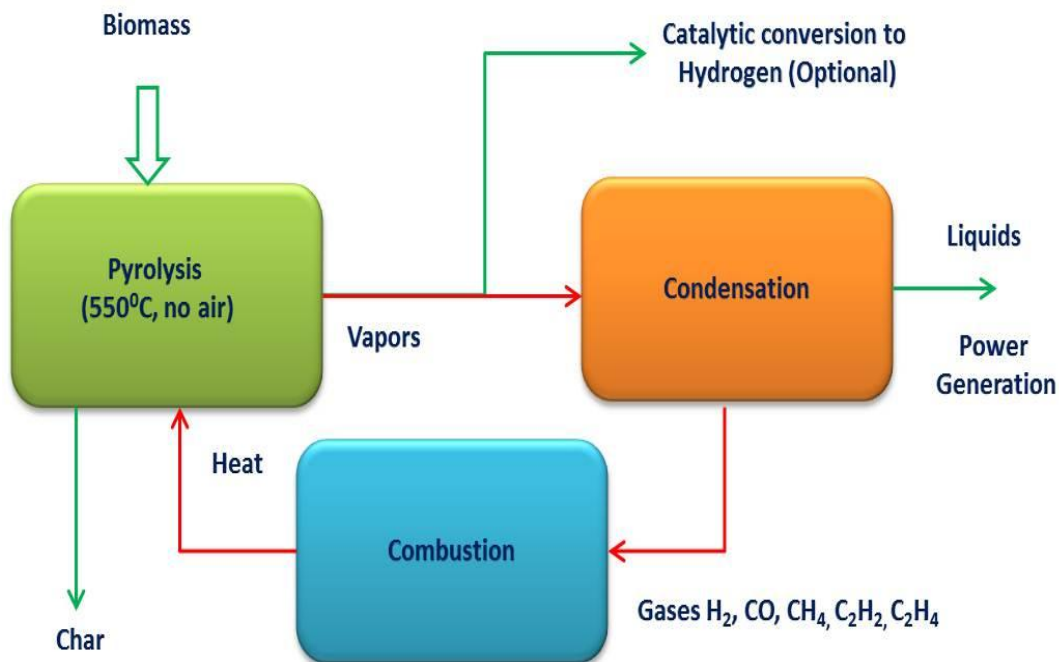 Biomass
Catalytic conversion to
Hydrogen (Optional)
Pyrolysis
(550⁰C, no air)
Vapors
Condensation
Liquids
Power
Generation
Heat
Combustion
Gases H₂, CO, CH₄, C₂H₂, C₂H₄
Char